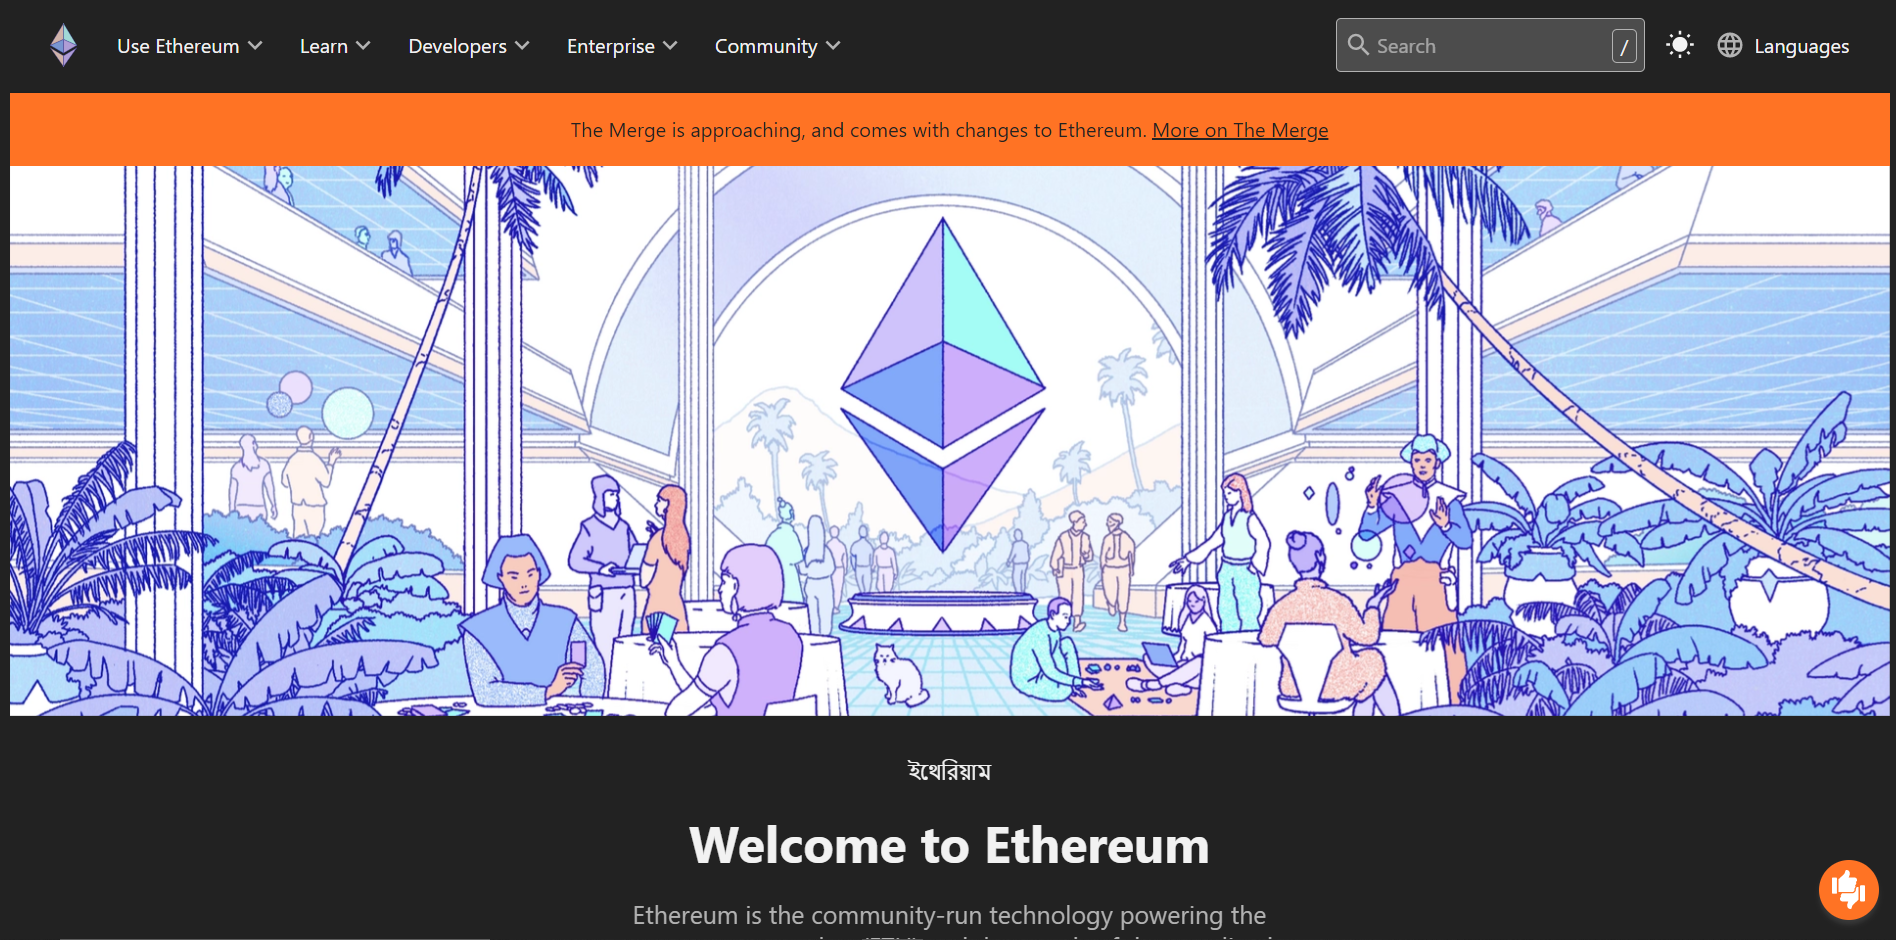 Use Ethereum Learn Developers Enterprise Community Search / Languages
The Merge is approaching, and comes with changes to Ethereum. More on The Merge
ইথেরিয়াম
Welcome to Ethereum
Ethereum is the community-run technology powering the